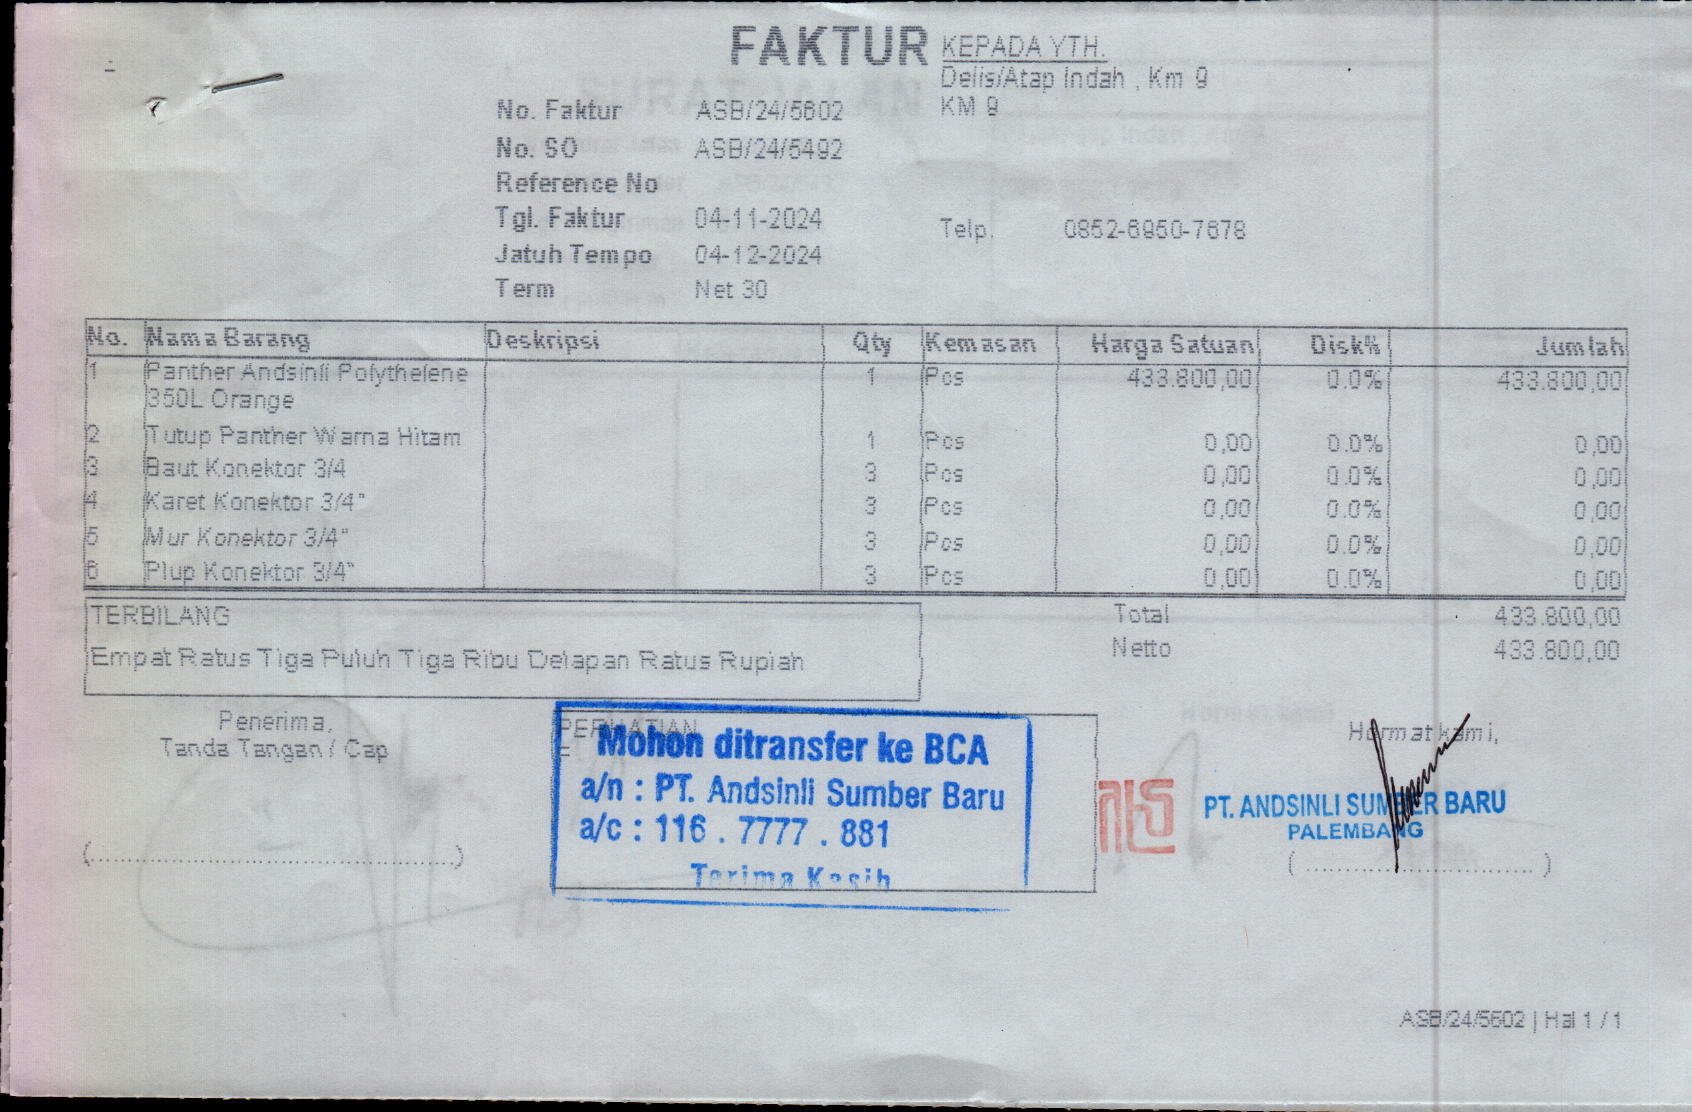 FAKTUR
KEPADA YTH.
Delis/Atap Indah , Km 9
KM 9
No. Faktur ASB/24/5602
No. SO ASB/24/5492
Reference No
Tgl. Faktur 04-11-2024
Telp. 0852-6950-7678
Jatuh Tempo 04-12-2024
Term Net 30
No. Nama Barang Deskripsi Qty Kemasan Harga Satuan Disk% Jumlah
1 Panther Andsinli Polythelene 1 Pcs 433.800,00 0.0% 433.800,00
350L Orange
2 Tutup Panther Warna Hitam 1 Pcs 0,00 0.0% 0,00
3 Baut Konektor 3/4 3 Pcs 0,00 0.0% 0,00
4 Karet Konektor 3/4" 3 Pcs 0,00 0.0% 0,00
5 Mur Konektor 3/4" 3 Pcs 0,00 0.0% 0,00
6 Plup Konektor 3/4" 3 Pcs 0,00 0.0% 0,00
TERBILANG
Empat Ratus Tiga Puluh Tiga Ribu Delapan Ratus Rupiah
Total 433.800,00
Netto 433.800,00
Penerima,
Tanda Tangan / Cap
PERHATIAN
Mohon ditransfer ke BCA
a/n : PT. Andsinli Sumber Baru
a/c : 116 . 7777 . 881
Terima Kasih
Hormat kami,
PT. ANDSINLI SUMBER BARU
PALEMBANG
ASB/24/5602 | Hal 1 / 1